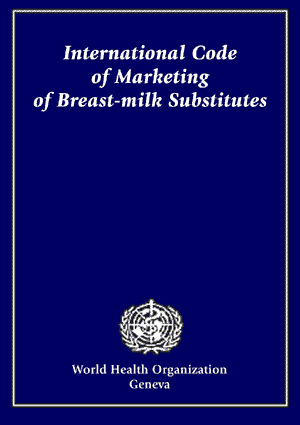 International Code
of Marketing
of Breast-milk Substitutes
World Health Organization
Geneva